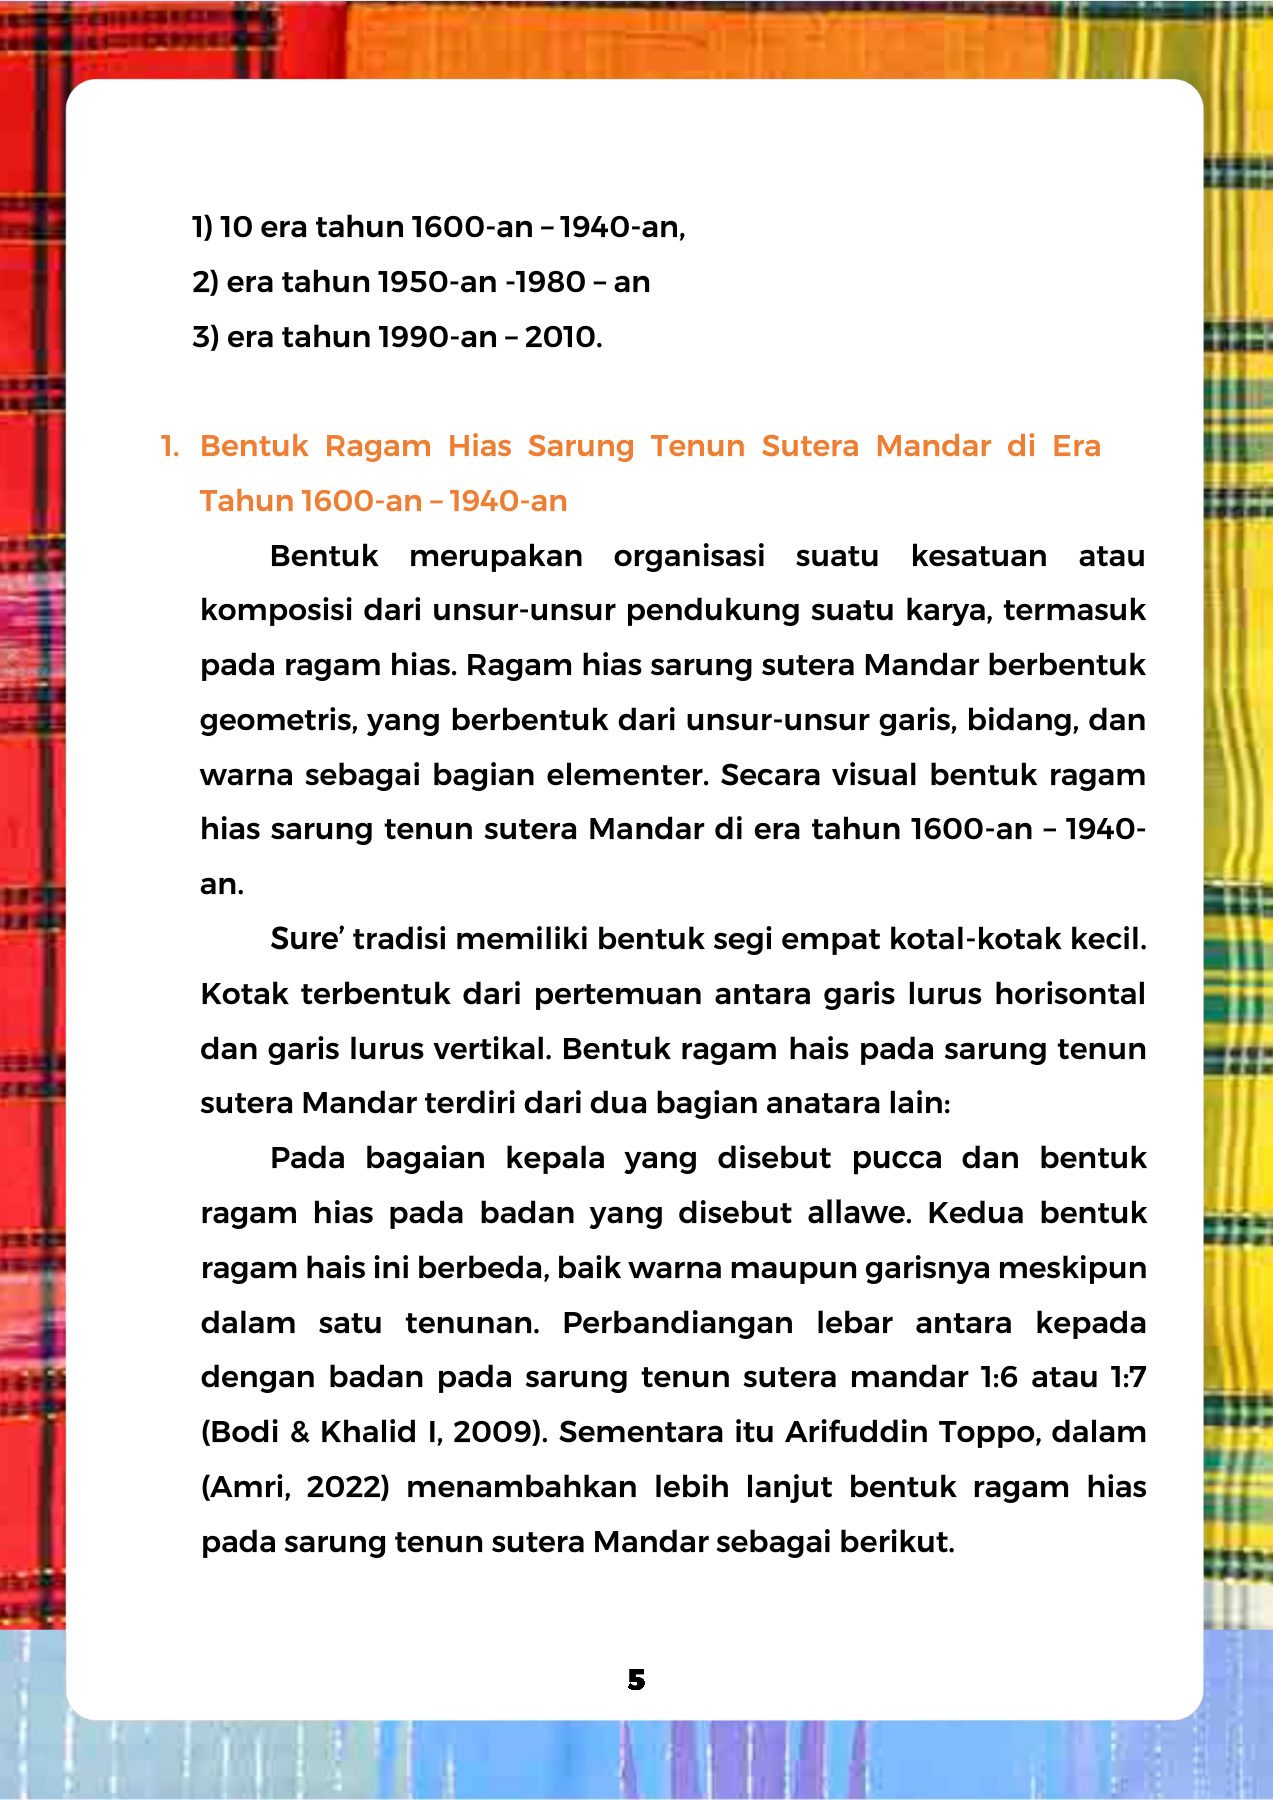 1) 10 era tahun 1600-an – 1940-an,
2) era tahun 1950-an -1980 – an
3) era tahun 1990-an – 2010.
1. Bentuk Ragam Hias Sarung Tenun Sutera Mandar di Era
Tahun 1600-an – 1940-an
Bentuk merupakan organisasi suatu kesatuan atau
komposisi dari unsur-unsur pendukung suatu karya, termasuk
pada ragam hias. Ragam hias sarung sutera Mandar berbentuk
geometris, yang berbentuk dari unsur-unsur garis, bidang, dan
warna sebagai bagian elementer. Secara visual bentuk ragam
hias sarung tenun sutera Mandar di era tahun 1600-an – 1940-
an.
Sure’ tradisi memiliki bentuk segi empat kotal-kotak kecil.
Kotak terbentuk dari pertemuan antara garis lurus horisontal
dan garis lurus vertikal. Bentuk ragam hais pada sarung tenun
sutera Mandar terdiri dari dua bagian anatara lain:
Pada bagaian kepala yang disebut pucca dan bentuk
ragam hias pada badan yang disebut allawe. Kedua bentuk
ragam hais ini berbeda, baik warna maupun garisnya meskipun
dalam satu tenunan. Perbandiangan lebar antara kepada
dengan badan pada sarung tenun sutera mandar 1:6 atau 1:7
(Bodi & Khalid I, 2009). Sementara itu Arifuddin Toppo, dalam
(Amri, 2022) menambahkan lebih lanjut bentuk ragam hias
pada sarung tenun sutera Mandar sebagai berikut.
5